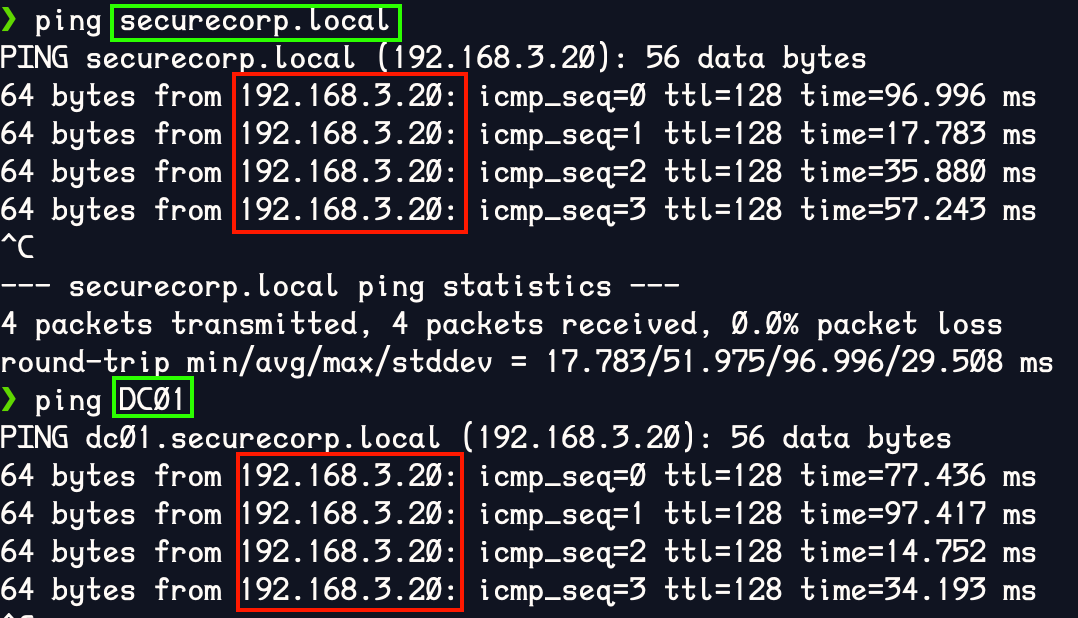 ❯ ping securecorp.local
PING securecorp.local (192.168.3.20): 56 data bytes
64 bytes from 192.168.3.20: icmp_seq=0 ttl=128 time=96.996 ms
64 bytes from 192.168.3.20: icmp_seq=1 ttl=128 time=17.783 ms
64 bytes from 192.168.3.20: icmp_seq=2 ttl=128 time=35.880 ms
64 bytes from 192.168.3.20: icmp_seq=3 ttl=128 time=57.243 ms
^C
--- securecorp.local ping statistics ---
4 packets transmitted, 4 packets received, 0.0% packet loss
round-trip min/avg/max/stddev = 17.783/51.975/96.996/29.508 ms
❯ ping DC01
PING dc01.securecorp.local (192.168.3.20): 56 data bytes
64 bytes from 192.168.3.20: icmp_seq=0 ttl=128 time=77.436 ms
64 bytes from 192.168.3.20: icmp_seq=1 ttl=128 time=97.417 ms
64 bytes from 192.168.3.20: icmp_seq=2 ttl=128 time=14.752 ms
64 bytes from 192.168.3.20: icmp_seq=3 ttl=128 time=34.193 ms